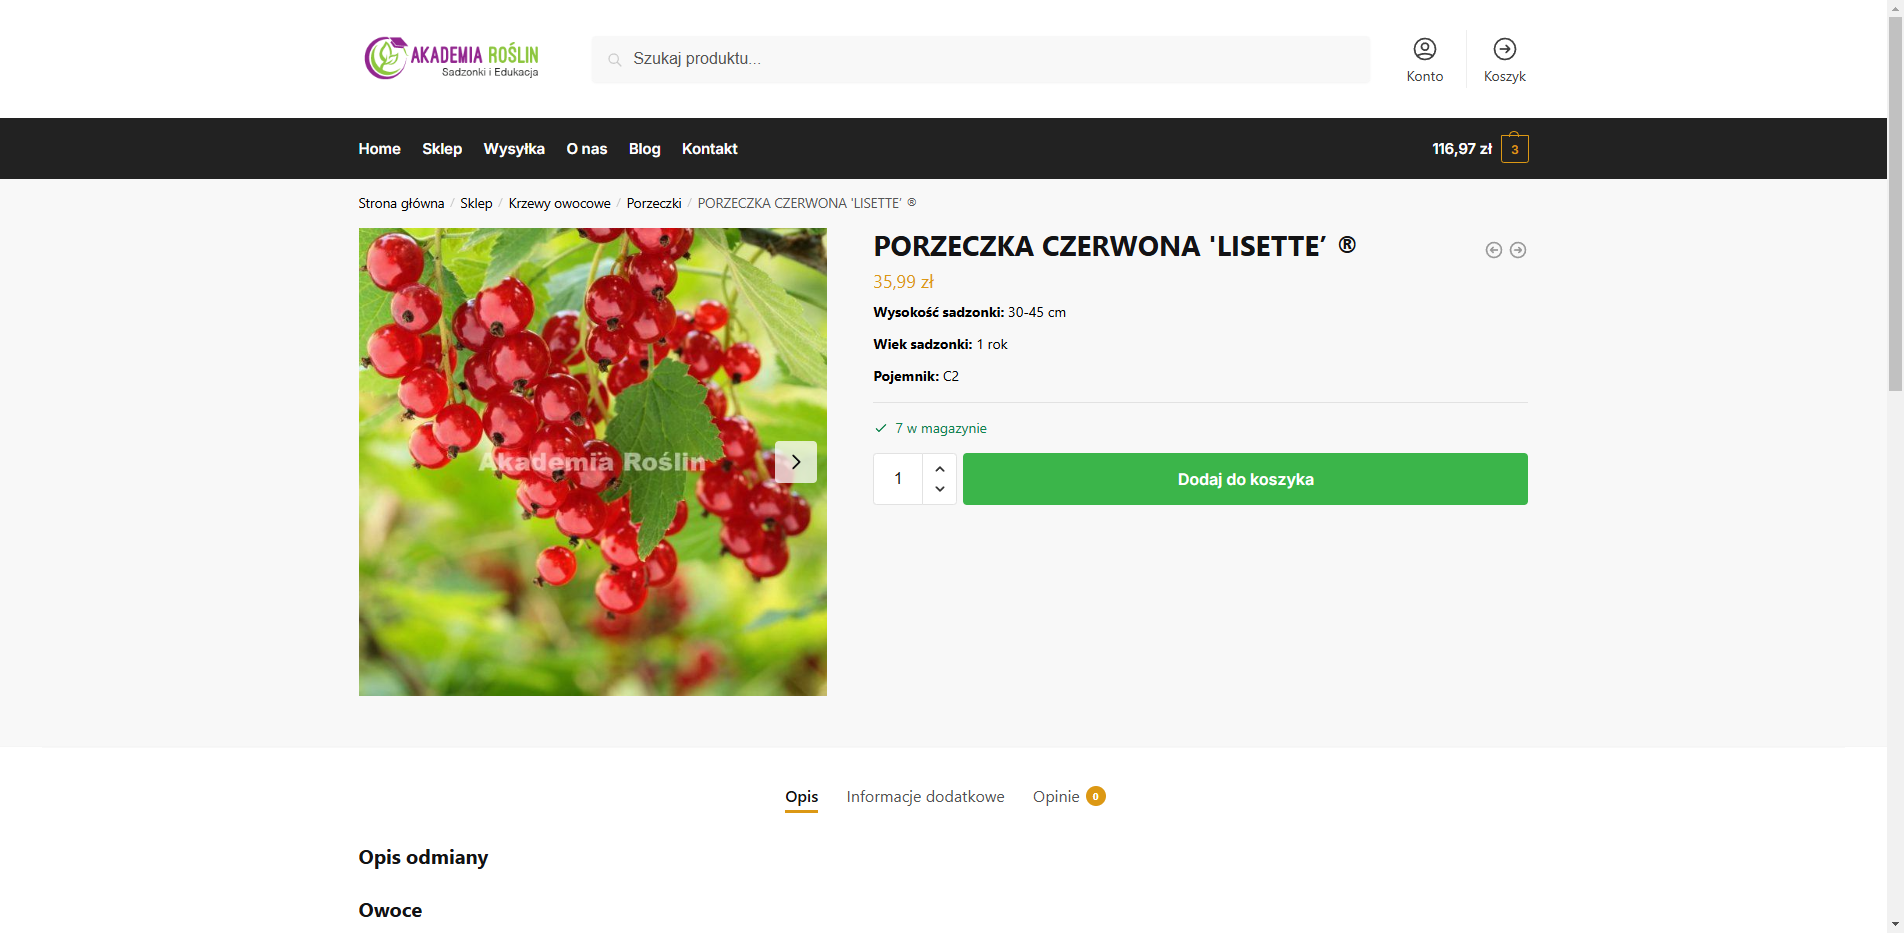 AKADEMIA ROŚLIN
Sadzonki i Edukacja
Szukaj produktu...
Konto
Koszyk
Home Sklep Wysyłka O nas Blog Kontakt 116,97 zł 3
Strona główna / Sklep / Krzewy owocowe / Porzeczki / PORZECZKA CZERWONA 'LISETTE’ ®
PORZECZKA CZERWONA 'LISETTE’ ®
35,99 zł
Wysokość sadzonki: 30-45 cm
Wiek sadzonki: 1 rok
Pojemnik: C2
7 w magazynie
Akademia Roślin
1 Dodaj do koszyka
Opis Informacje dodatkowe Opinie 0
Opis odmiany
Owoce